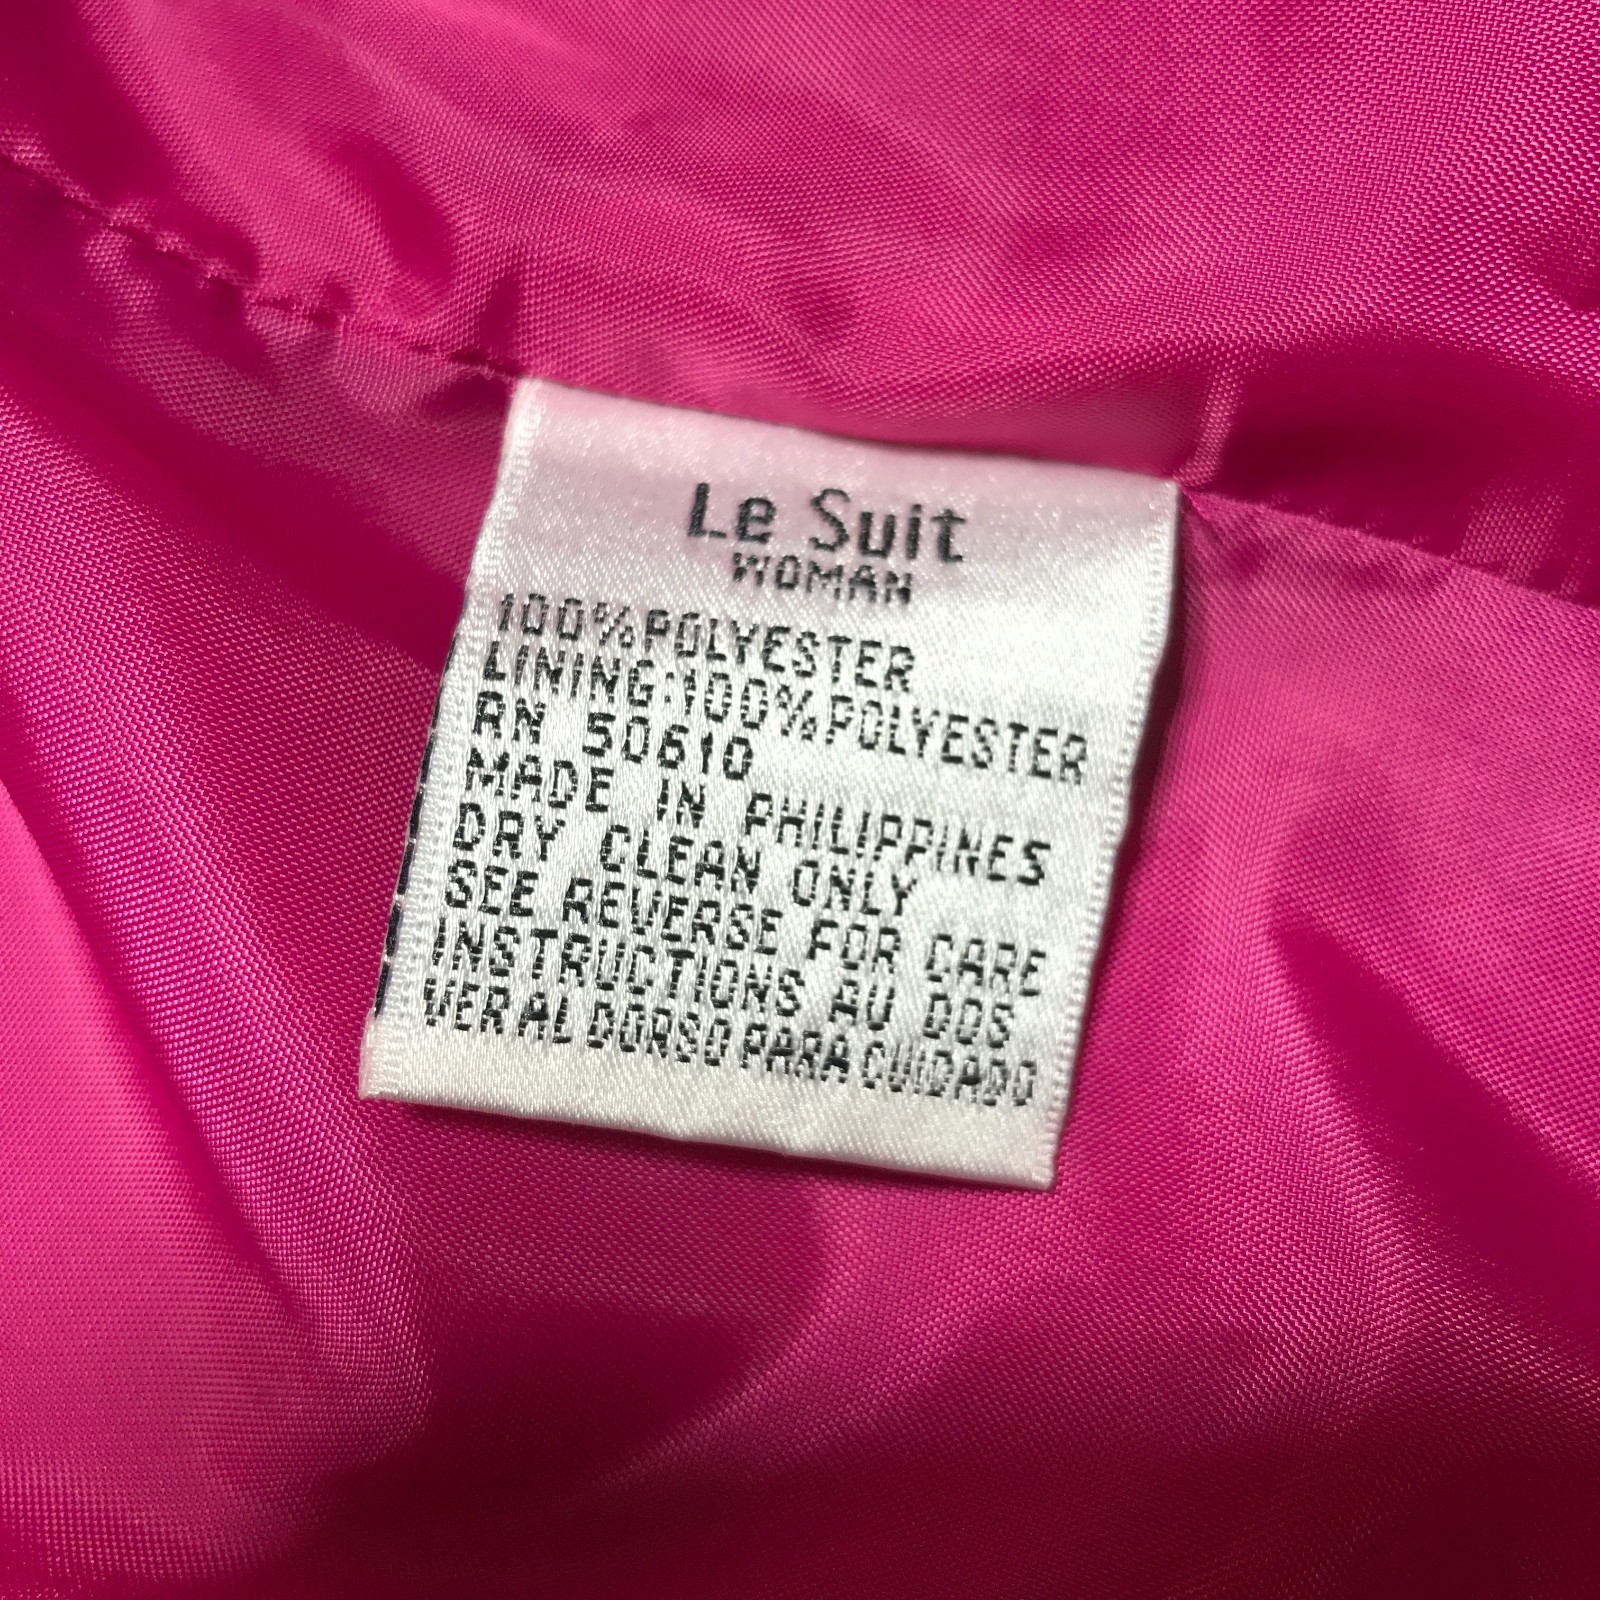 Le Suit
WOMAN
100%POLYESTER
LINING:100%POLYESTER
RN 50610
MADE IN PHILIPPINES
DRY CLEAN ONLY
SEE REVERSE FOR CARE
INSTRUCTIONS AU DOS
VER AL DORSO PARA CUIDADO